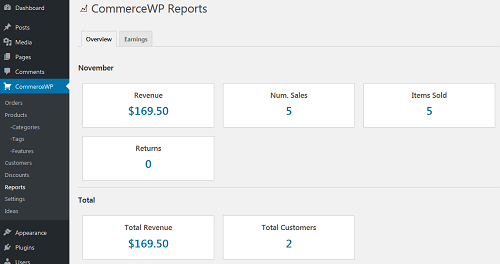 Dashboard
Posts
Media
Pages
Comments
CommerceWP
Orders
Products
-Categories
-Tags
-Features
Customers
Discounts
Reports
Settings
Ideas
Appearance
Plugins
Users
CommerceWP Reports
Overview Earnings
November
Revenue Num. Sales Items Sold
$169.50 5 5
Returns
0
Total
Total Revenue Total Customers
$169.50 2